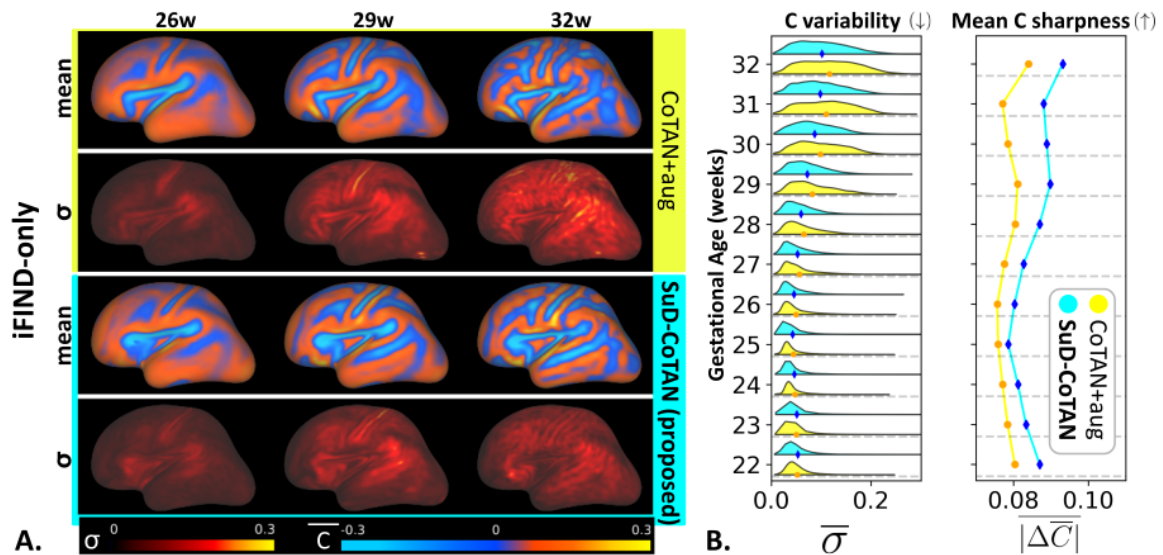 26w 29w 32w
iFIND-only
mean
σ
mean
σ
CoTAN+aug
SuD-CoTAN (proposed)
A.
σ 0 0.3
C -0.3 0 0.3
C variability (↓)
Gestational Age (weeks)
32
31
30
29
28
27
26
25
24
23
22
0.0 0.2
σ
B.
Mean C sharpness (↑)
CoTAN+aug
SuD-CoTAN
0.08 0.10
|ΔC|